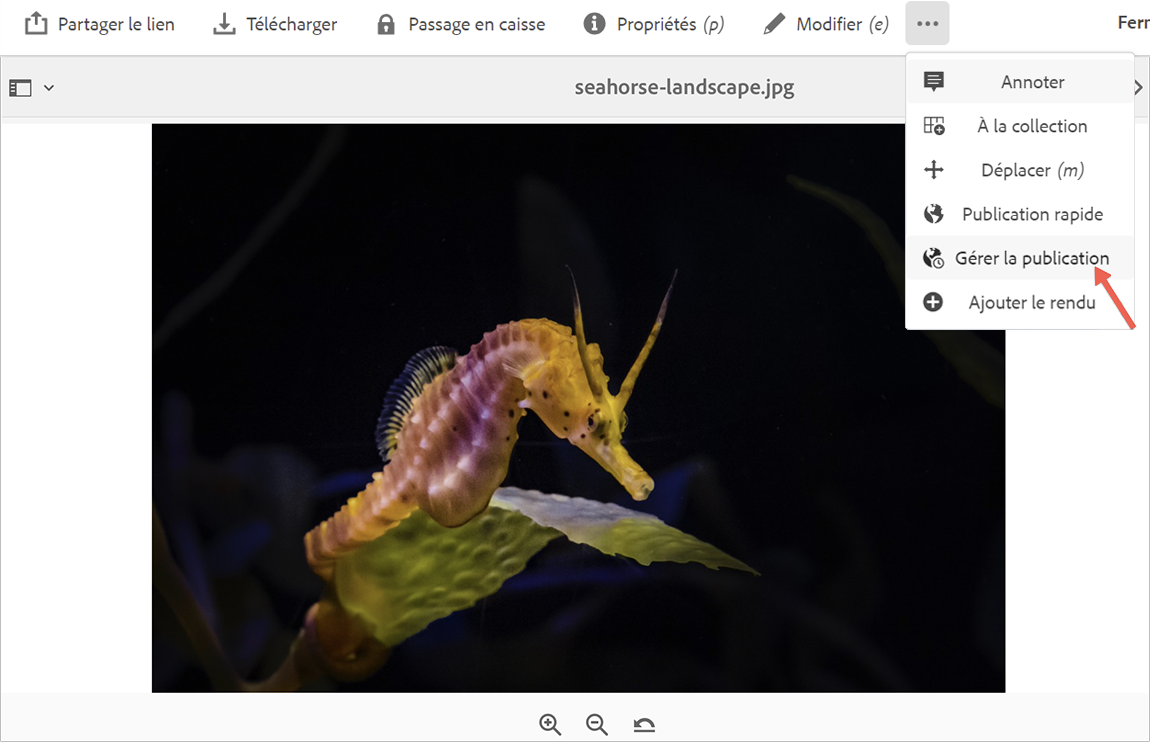 Partager le lien Télécharger Passage en caisse Propriétés (p) Modifier (e) Ferr
seahorse-landscape.jpg
Annoter
À la collection
Déplacer (m)
Publication rapide
Gérer la publication
Ajouter le rendu